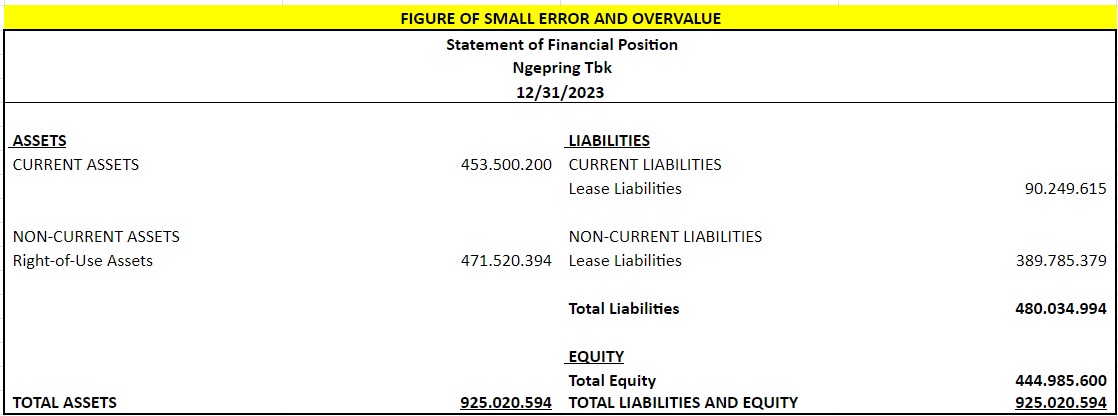 FIGURE OF SMALL ERROR AND OVERVALUE
Statement of Financial Position
Ngepring Tbk
12/31/2023
ASSETS LIABILITIES
CURRENT ASSETS 453.500.200 CURRENT LIABILITIES
Lease Liabilities 90.249.615
NON-CURRENT ASSETS NON-CURRENT LIABILITIES
Right-of-Use Assets 471.520.394 Lease Liabilities 389.785.379
Total Liabilities 480.034.994
EQUITY
Total Equity 444.985.600
TOTAL ASSETS 925.020.594 TOTAL LIABILITIES AND EQUITY 925.020.594